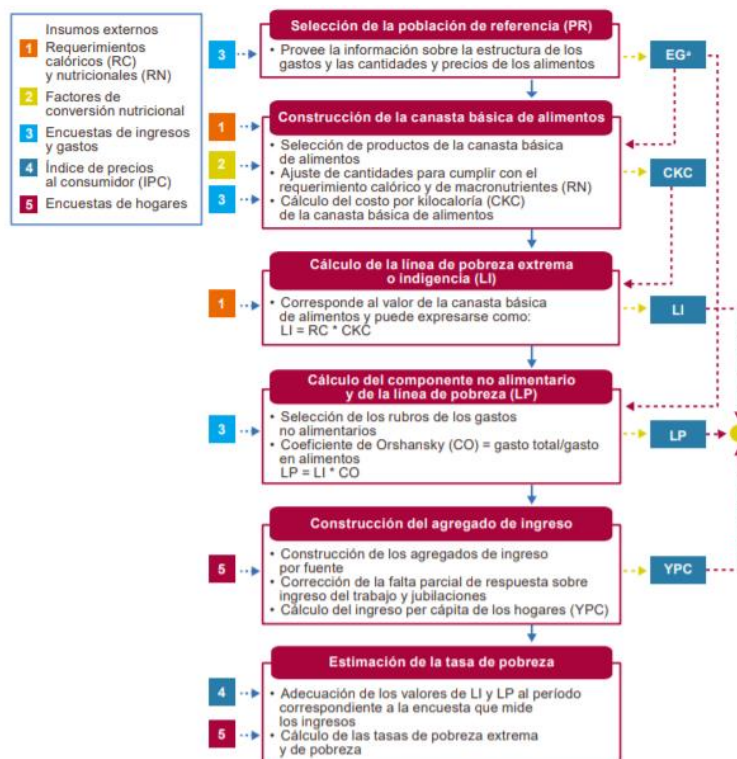 Insumos externos
1 Requerimientos
calóricos (RC)
y nutricionales (RN)
2 Factores de
conversión nutricional
3 Encuestas de ingresos
y gastos
4 Índice de precios
al consumidor (IPC)
5 Encuestas de hogares
Selección de la población de referencia (PR)
3
• Provee la información sobre la estructura de los
gastos y las cantidades y precios de los alimentos
EGª
Construcción de la canasta básica de alimentos
1
2
3
• Selección de productos de la canasta básica
de alimentos
• Ajuste de cantidades para cumplir con el
requerimiento calórico y de macronutrientes (RN)
• Cálculo del costo por kilocaloría (CKC)
de la canasta básica de alimentos
CKC
Cálculo de la línea de pobreza extrema
o indigencia (LI)
1
• Corresponde al valor de la canasta básica
de alimentos y puede expresarse como:
LI = RC * CKC
LI
Cálculo del componente no alimentario
y de la línea de pobreza (LP)
3
• Selección de los rubros de los gastos
no alimentarios
• Coeficiente de Orshansky (CO) = gasto total/gasto
en alimentos
LP = LI * CO
LP
Construcción del agregado de ingreso
5
• Construcción de los agregados de ingreso
por fuente
• Corrección de la falta parcial de respuesta sobre
ingreso del trabajo y jubilaciones
• Cálculo del ingreso per cápita de los hogares (YPC)
YPC
Estimación de la tasa de pobreza
4
5
• Adecuación de los valores de LI y LP al período
correspondiente a la encuesta que mide
los ingresos
• Cálculo de las tasas de pobreza extrema
y de pobreza